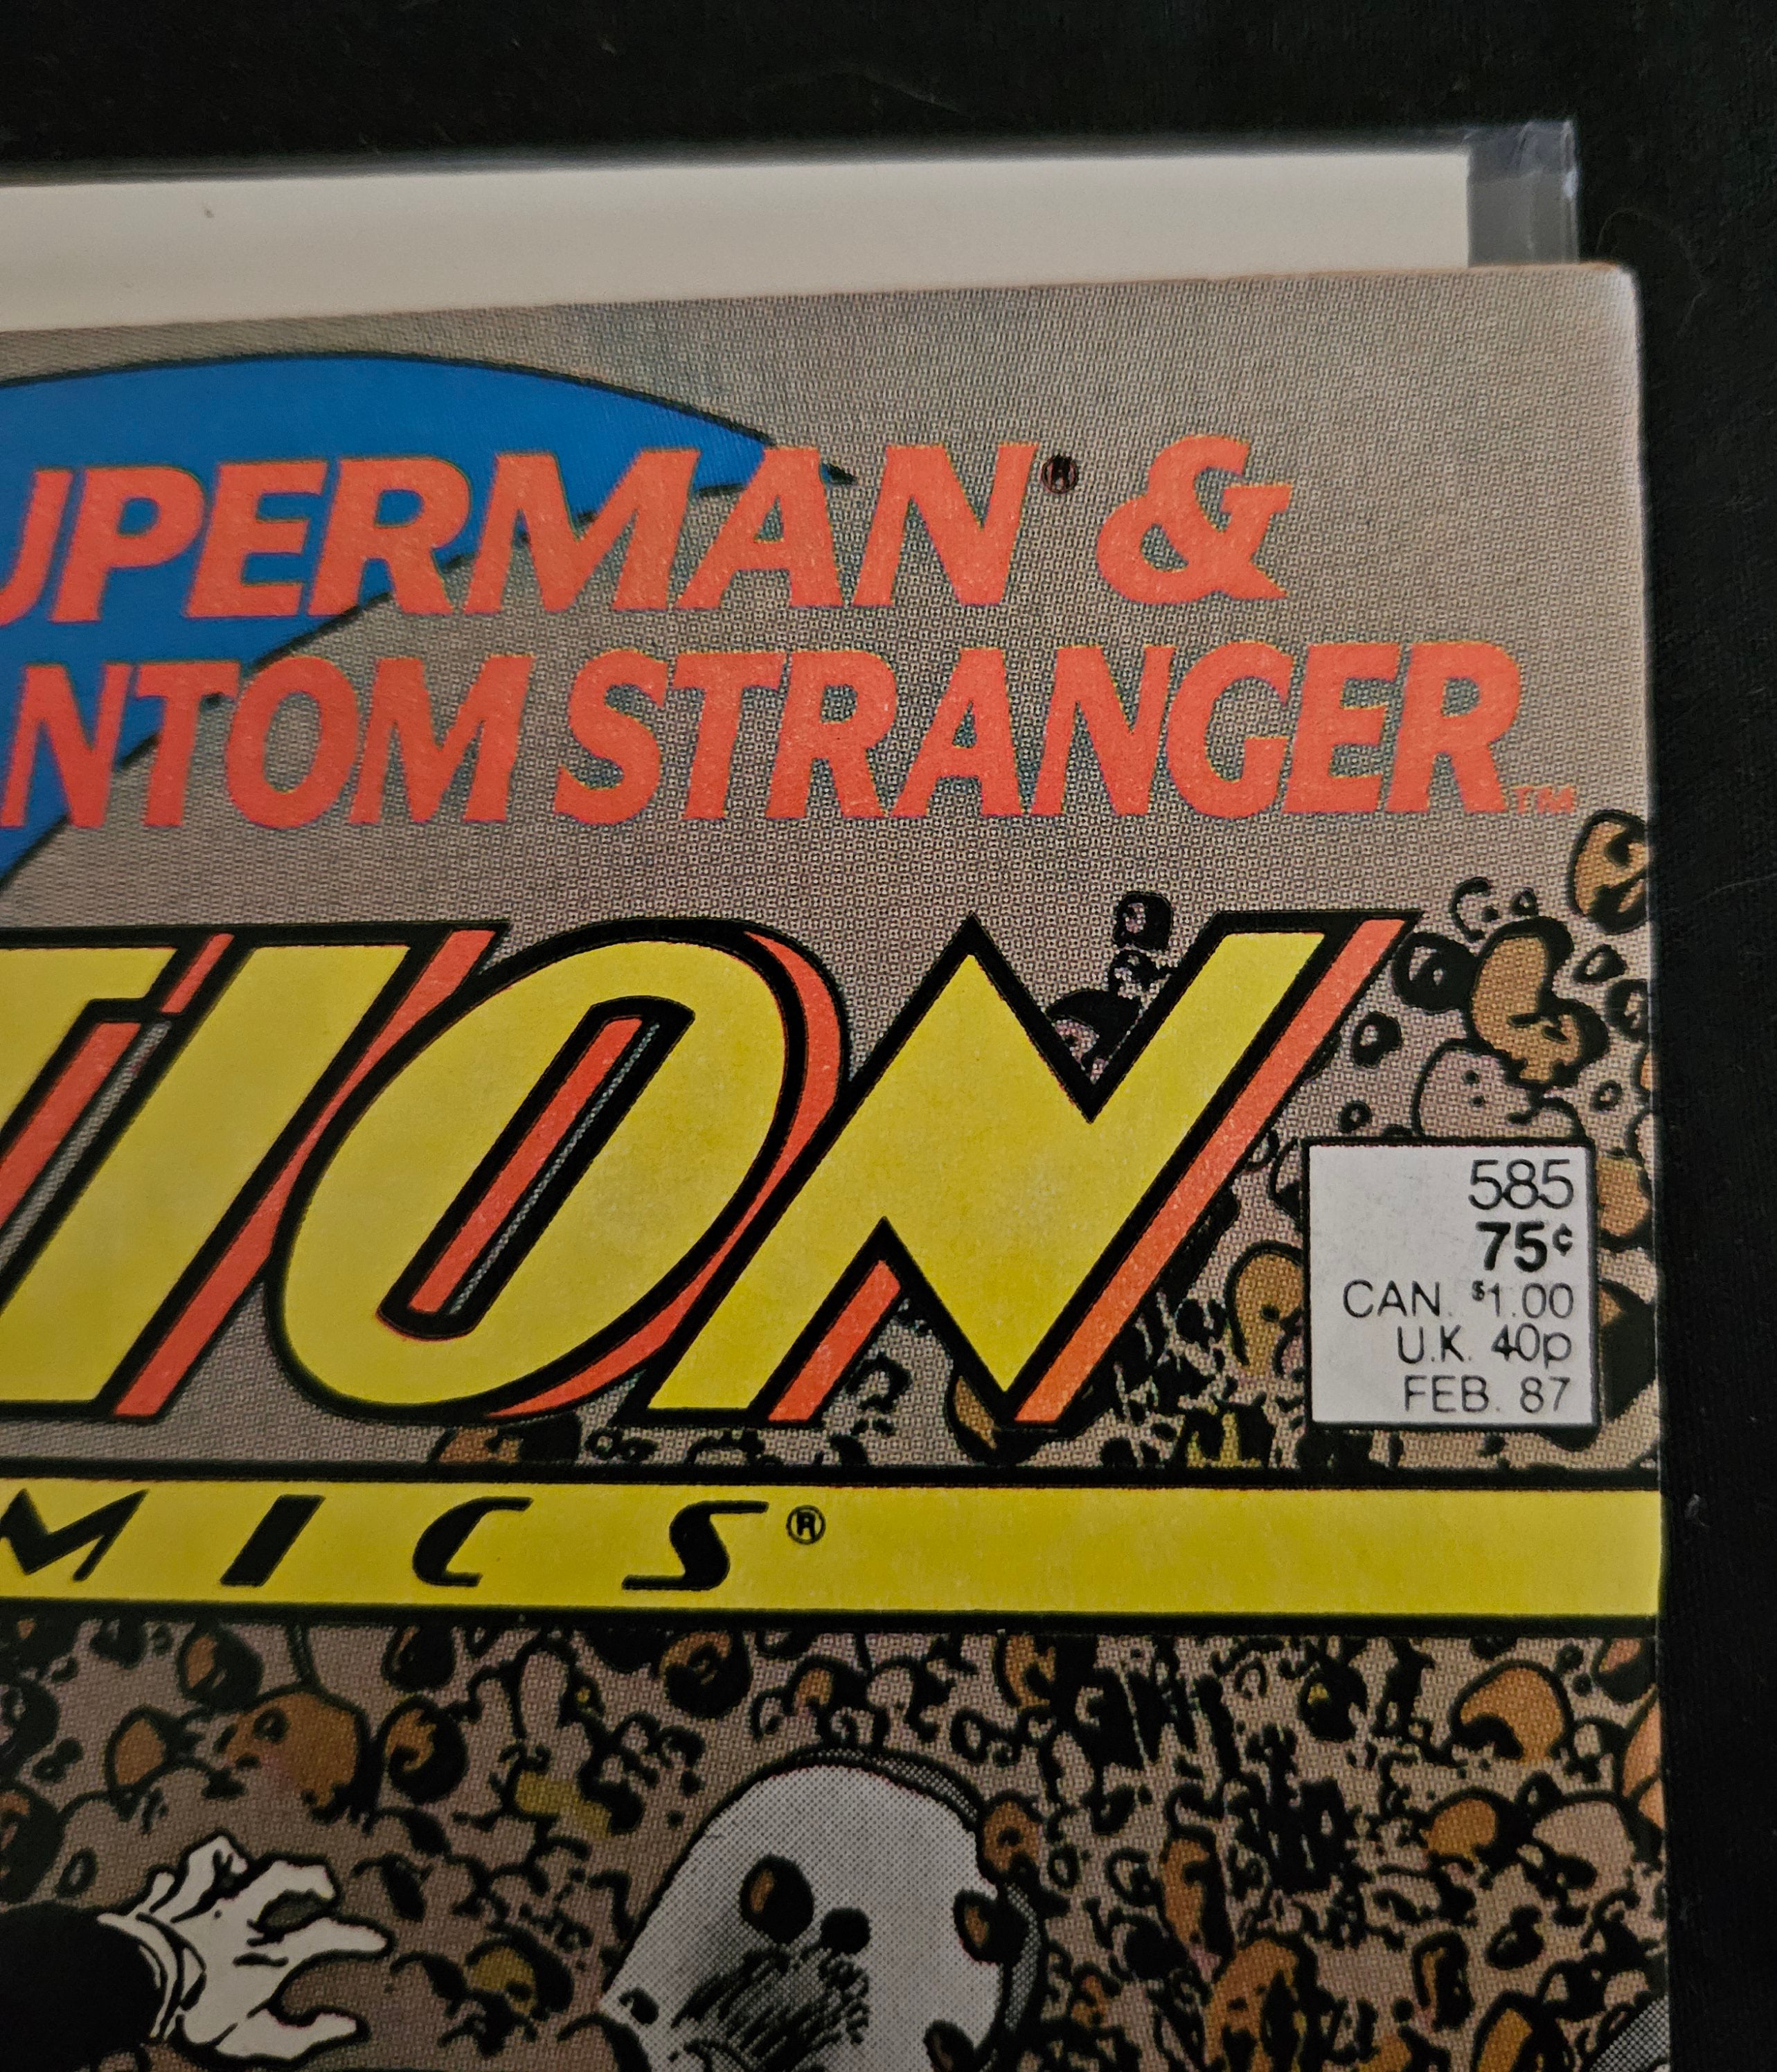 UPERMAN® &
NTOM STRANGER™
TION
MICS®
585
75¢
CAN. $1.00
U.K. 40p
FEB. 87